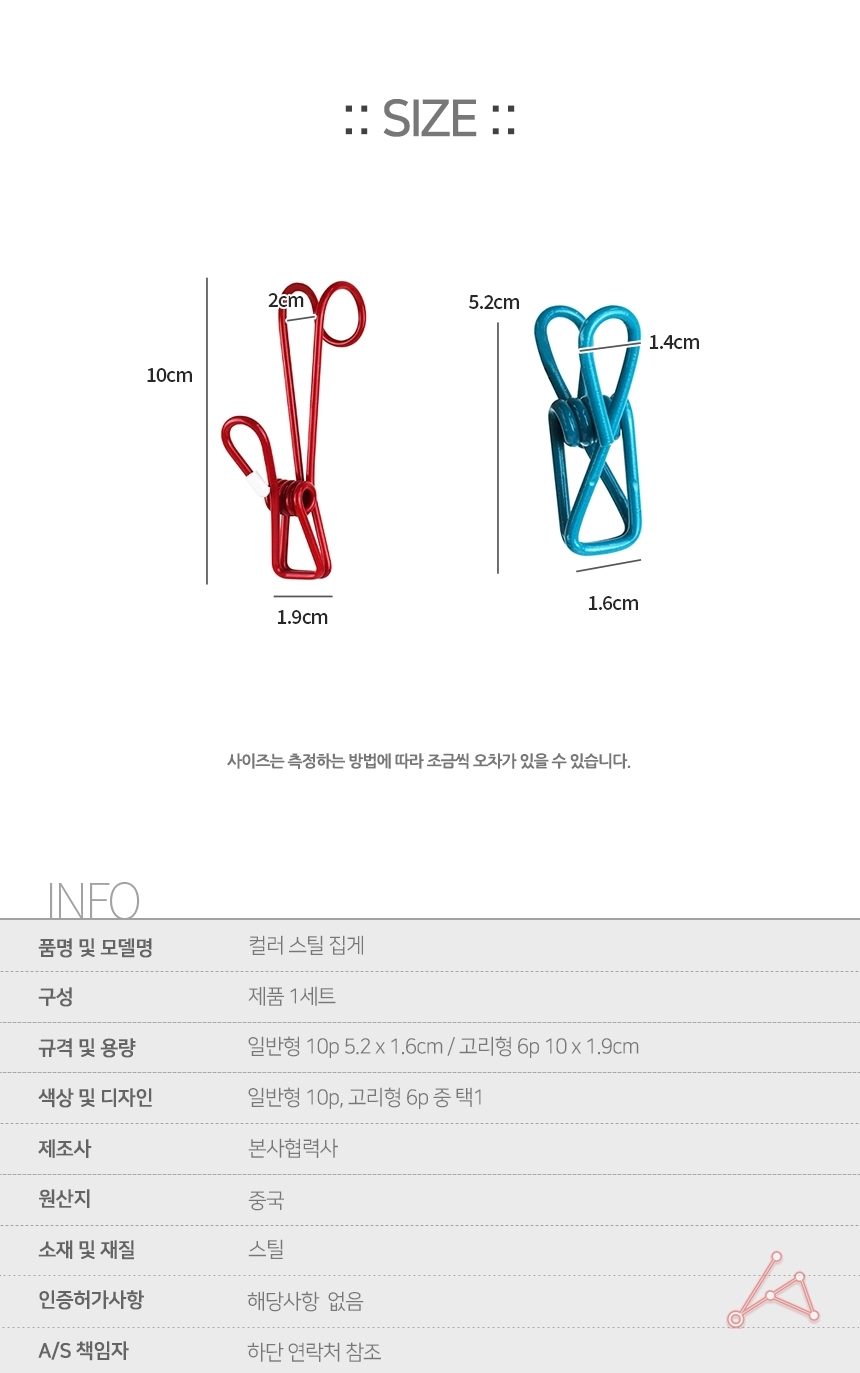 :: SIZE ::
2cm
10cm
1.9cm
5.2cm
1.4cm
1.6cm
사이즈는 측정하는 방법에 따라 조금씩 오차가 있을 수 있습니다.
INFO
품명 및 모델명 컬러 스틸 집게
구성 제품 1세트
규격 및 용량 일반형 10p 5.2 x 1.6cm / 고리형 6p 10 x 1.9cm
색상 및 디자인 일반형 10p, 고리형 6p 중 택1
제조사 본사협력사
원산지 중국
소재 및 재질 스틸
인증허가사항 해당사항 없음
A/S 책임자 하단 연락처 참조